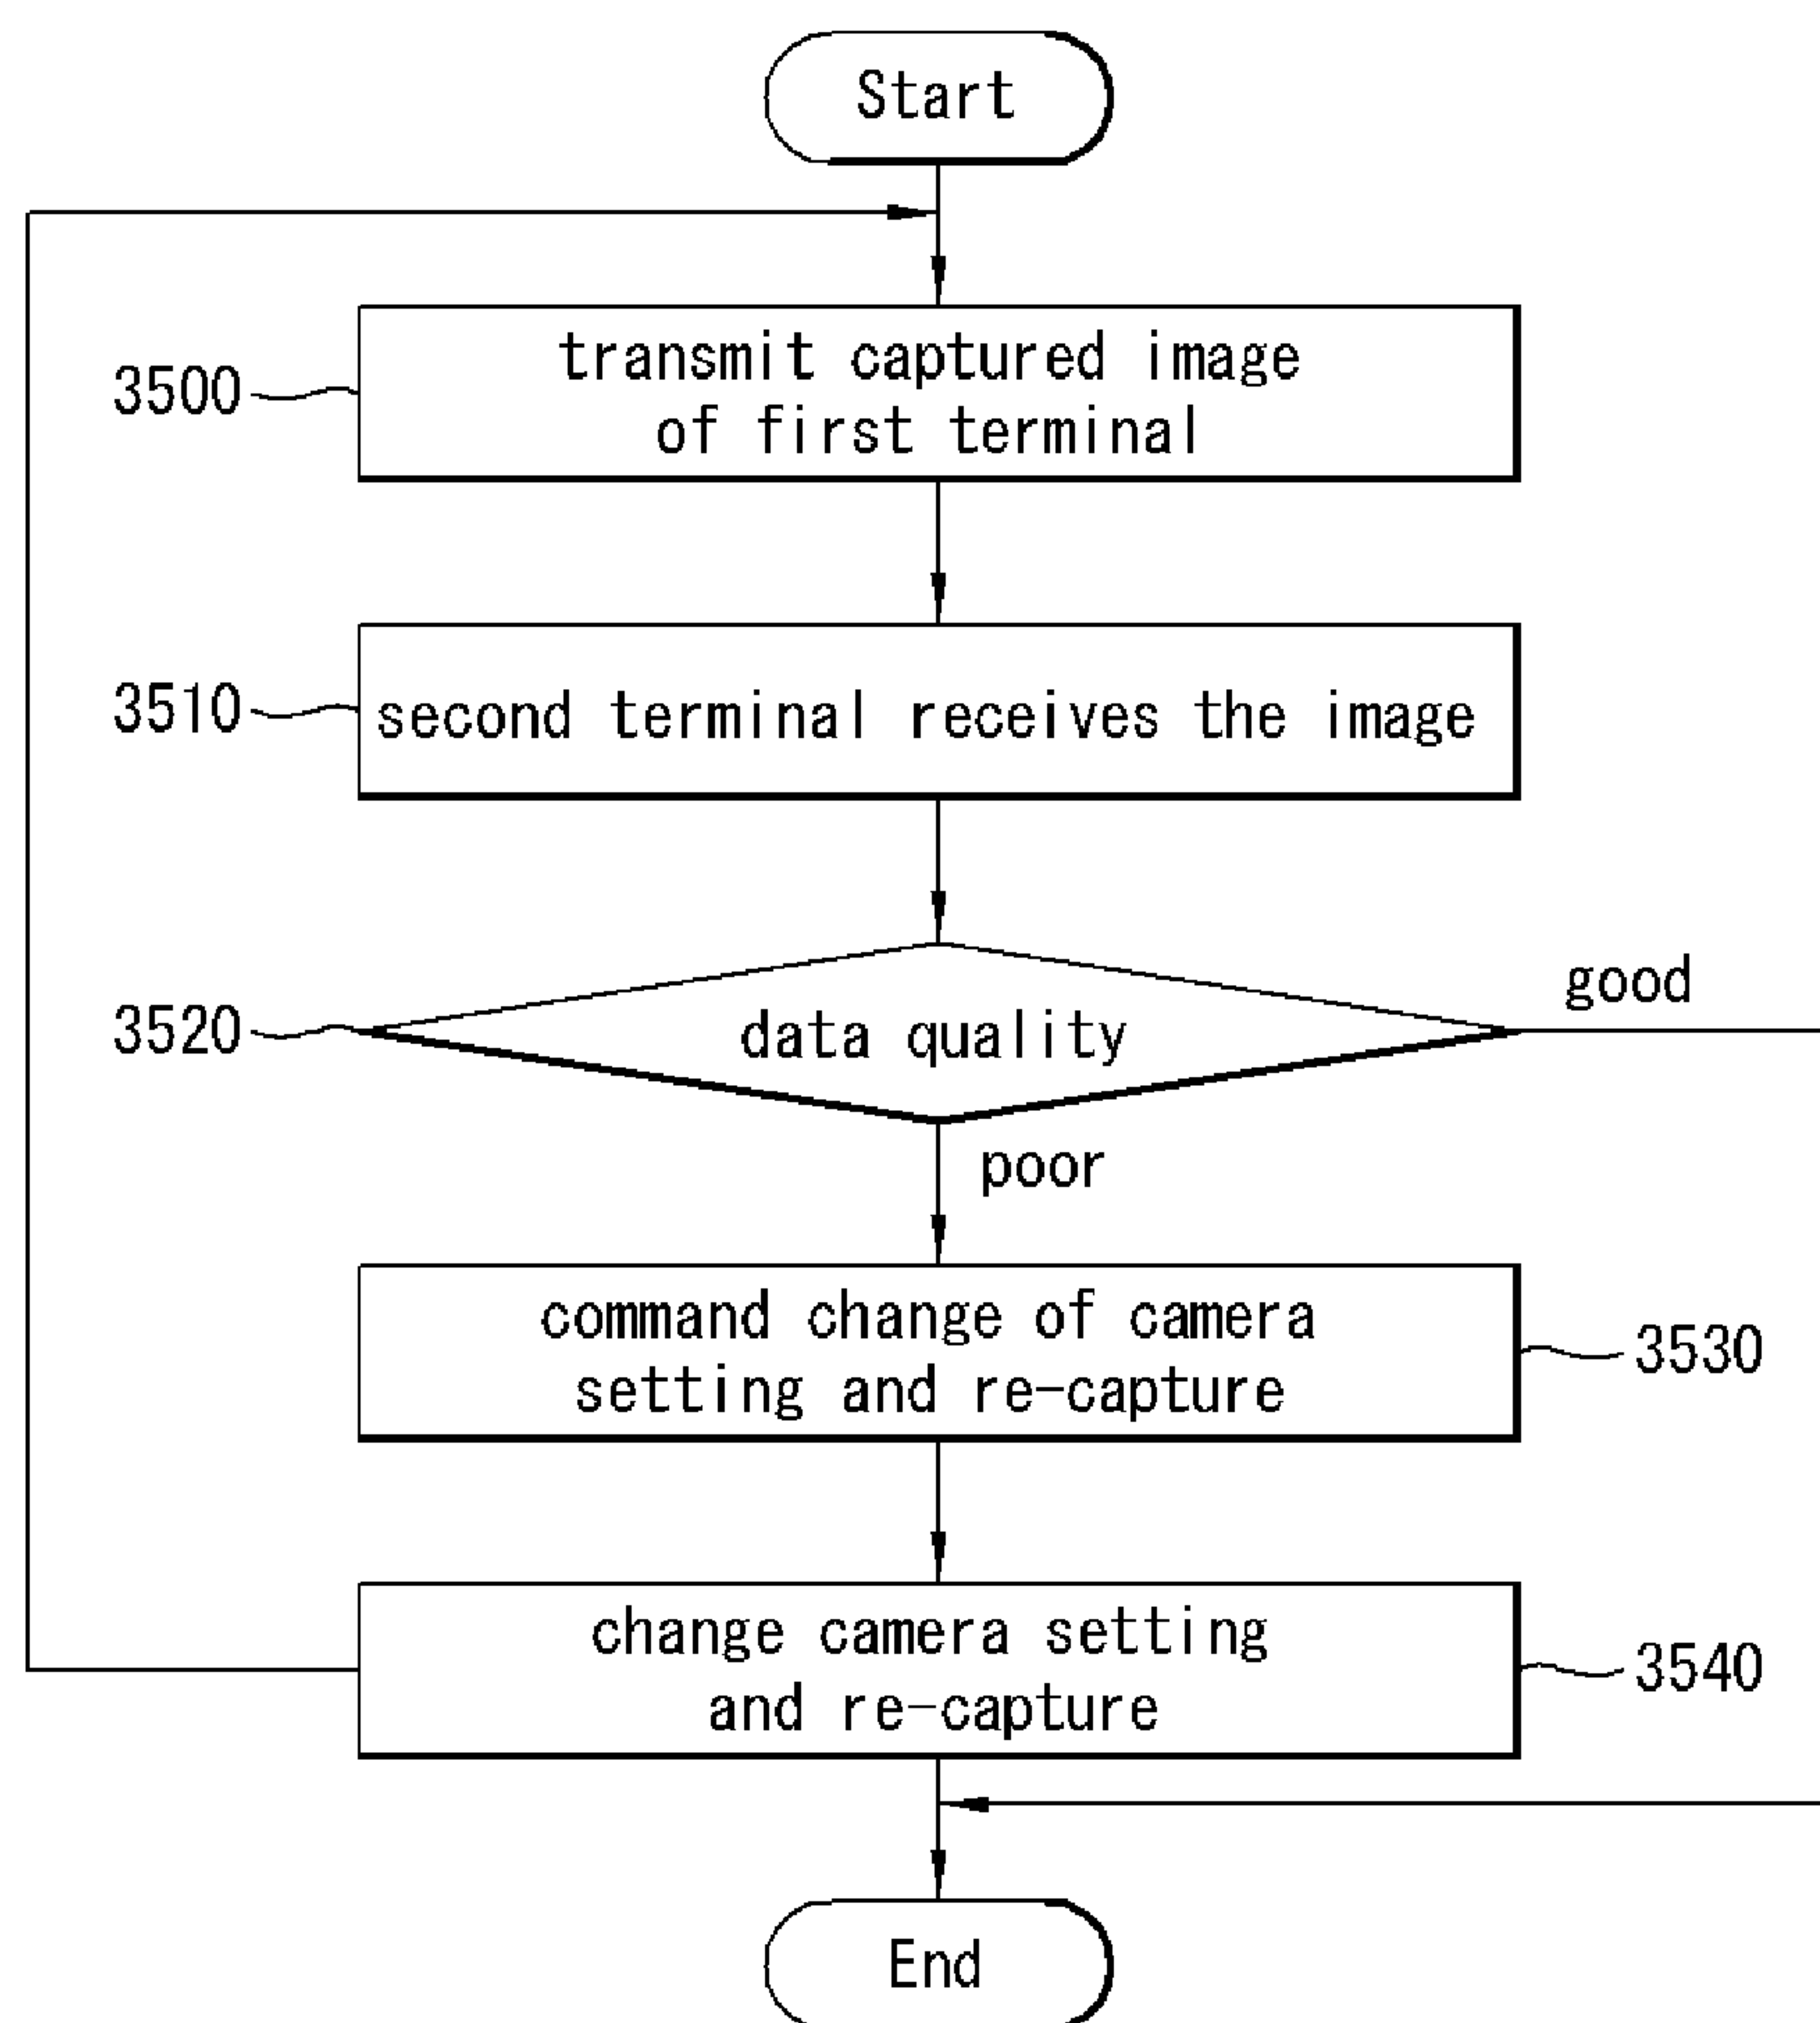 Start
3500
transmit captured image
of first terminal
3510
second terminal receives the image
3520
data quality
good
poor
command change of camera
setting and re-capture
3530
change camera setting
and re-capture
3540
End